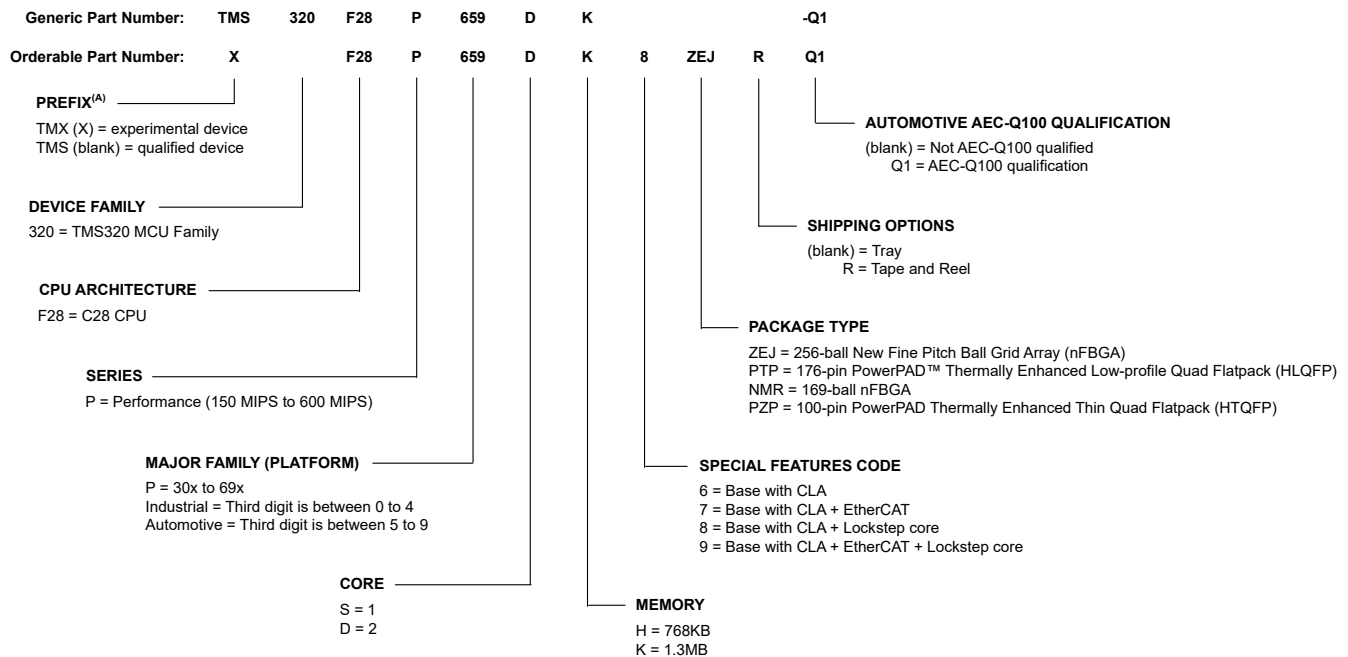 Generic Part Number: TMS 320 F28 P 659 D K -Q1
Orderable Part Number: X F28 P 659 D K 8 ZEJ R Q1
PREFIX(A)
TMX (X) = experimental device
TMS (blank) = qualified device
DEVICE FAMILY
320 = TMS320 MCU Family
CPU ARCHITECTURE
F28 = C28 CPU
SERIES
P = Performance (150 MIPS to 600 MIPS)
MAJOR FAMILY (PLATFORM)
P = 30x to 69x
Industrial = Third digit is between 0 to 4
Automotive = Third digit is between 5 to 9
CORE
S = 1
D = 2
AUTOMOTIVE AEC-Q100 QUALIFICATION
(blank) = Not AEC-Q100 qualified
Q1 = AEC-Q100 qualification
SHIPPING OPTIONS
(blank) = Tray
R = Tape and Reel
PACKAGE TYPE
ZEJ = 256-ball New Fine Pitch Ball Grid Array (nFBGA)
PTP = 176-pin PowerPAD™ Thermally Enhanced Low-profile Quad Flatpack (HLQFP)
NMR = 169-ball nFBGA
PZP = 100-pin PowerPAD Thermally Enhanced Thin Quad Flatpack (HTQFP)
SPECIAL FEATURES CODE
6 = Base with CLA
7 = Base with CLA + EtherCAT
8 = Base with CLA + Lockstep core
9 = Base with CLA + EtherCAT + Lockstep core
MEMORY
H = 768KB
K = 1.3MB